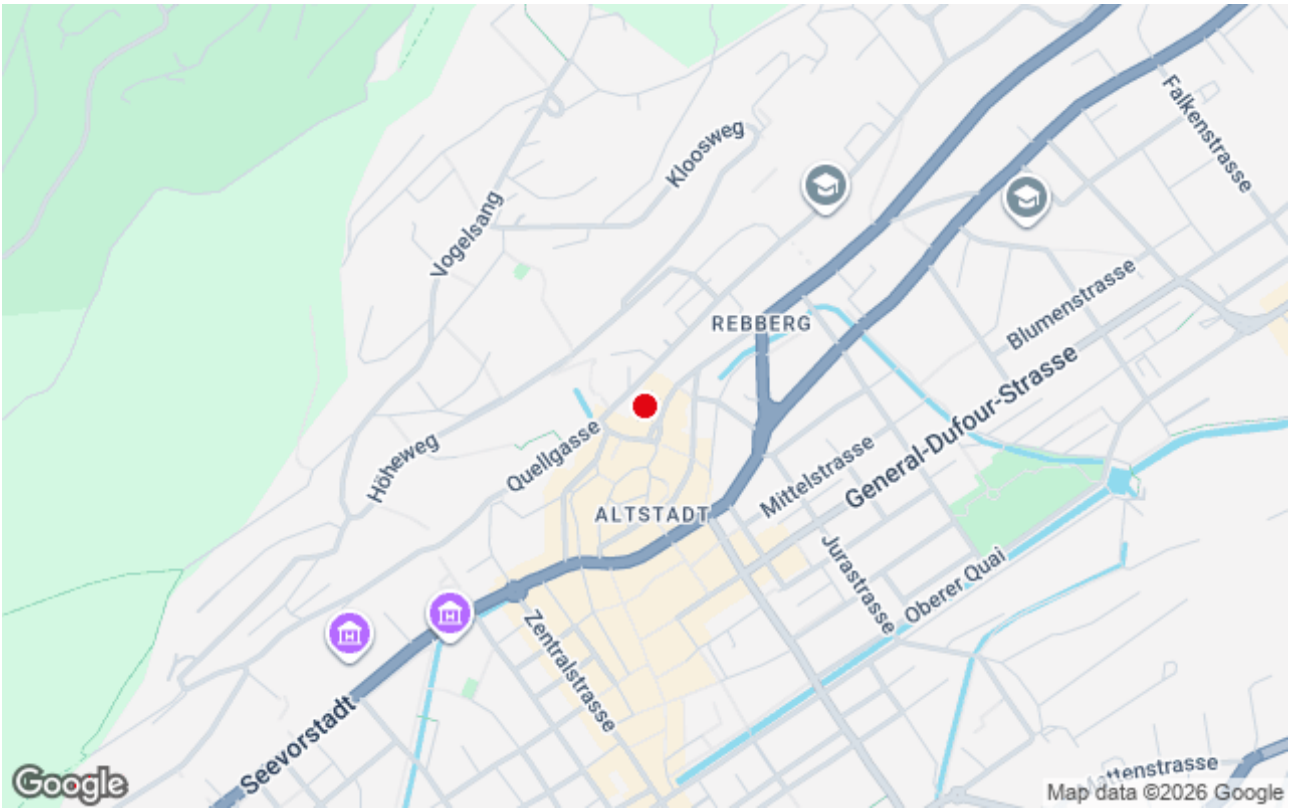 Falkenstrasse
Kloosweg
Vogelsang
Blumenstrasse
REBBERG
General-Dufour-Strasse
Höheweg
Quellgasse
Mittelstrasse
ALTSTADT
Jurastrasse
Oberer Quai
Zentralstrasse
Seevorstadt
Mattenstrasse
Google
Map data ©2026 Google